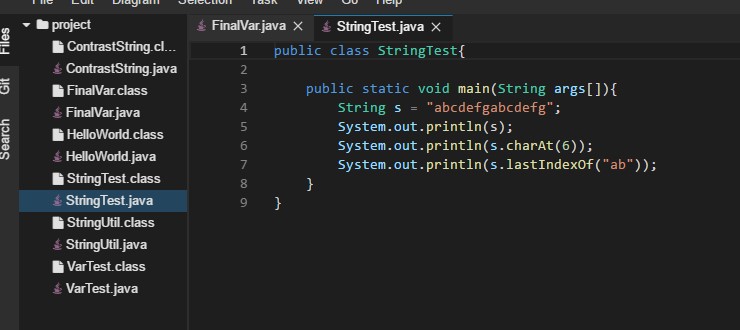 File Edit Diagram Selection Task View Go Help
Files
Git
Search
project
ContrastString.cl...
ContrastString.java
FinalVar.class
FinalVar.java
HelloWorld.class
HelloWorld.java
StringTest.class
StringTest.java
StringUtil.class
StringUtil.java
VarTest.class
VarTest.java
FinalVar.java StringTest.java
1 public class StringTest{
2
3 public static void main(String args[]){
4 String s = "abcdefgabcdefg";
5 System.out.println(s);
6 System.out.println(s.charAt(6));
7 System.out.println(s.lastIndexOf("ab"));
8 }
9 }